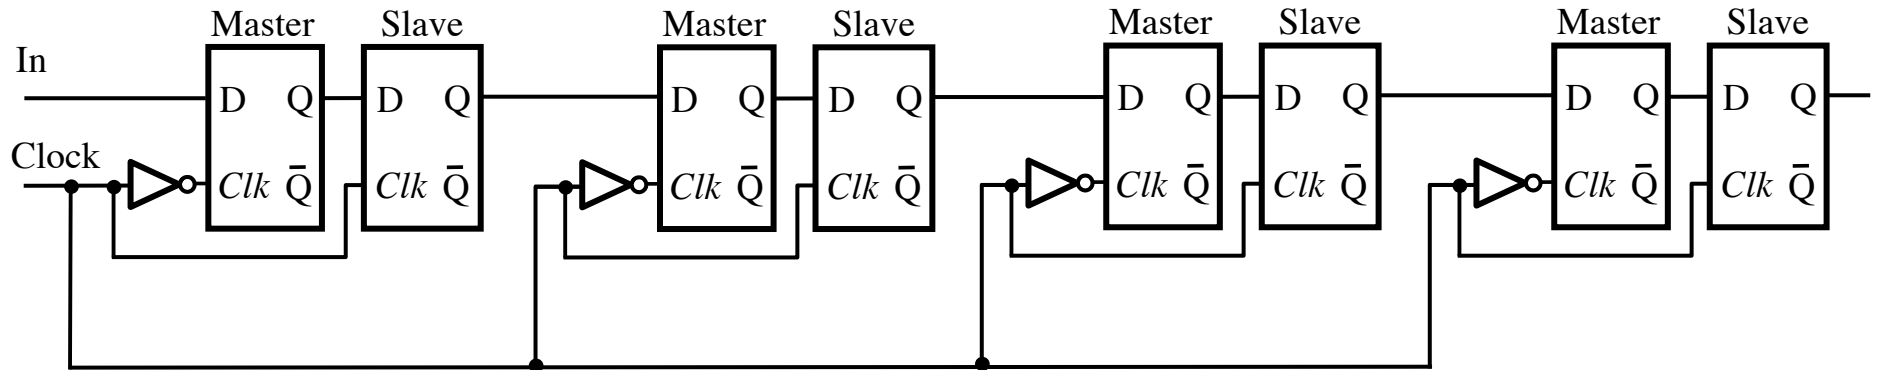 Master Slave Master Slave Master Slave Master Slave
In
D Q D Q D Q D Q D Q D Q D Q D Q
Clock
Clk Q̄ Clk Q̄ Clk Q̄ Clk Q̄ Clk Q̄ Clk Q̄ Clk Q̄ Clk Q̄